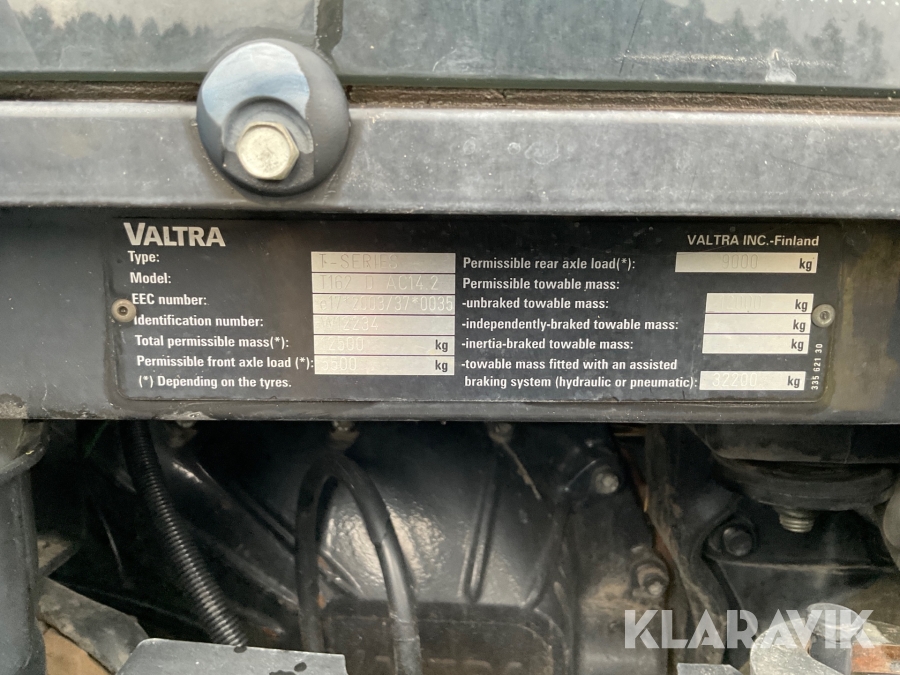 VALTRA
VALTRA INC.-Finland
Type: T-SERIES
Model: T162
EEC number:
Identification number:
Total permissible mass(*): kg
Permissible front axle load (*): kg
(*) Depending on the tyres.
Permissible rear axle load(*): 9000 kg
Permissible towable mass:
-unbraked towable mass: kg
-independently-braked towable mass: kg
-inertia-braked towable mass: kg
-towable mass fitted with an assisted
braking system (hydraulic or pneumatic): 32200 kg
335 621 30
KLARAVIK